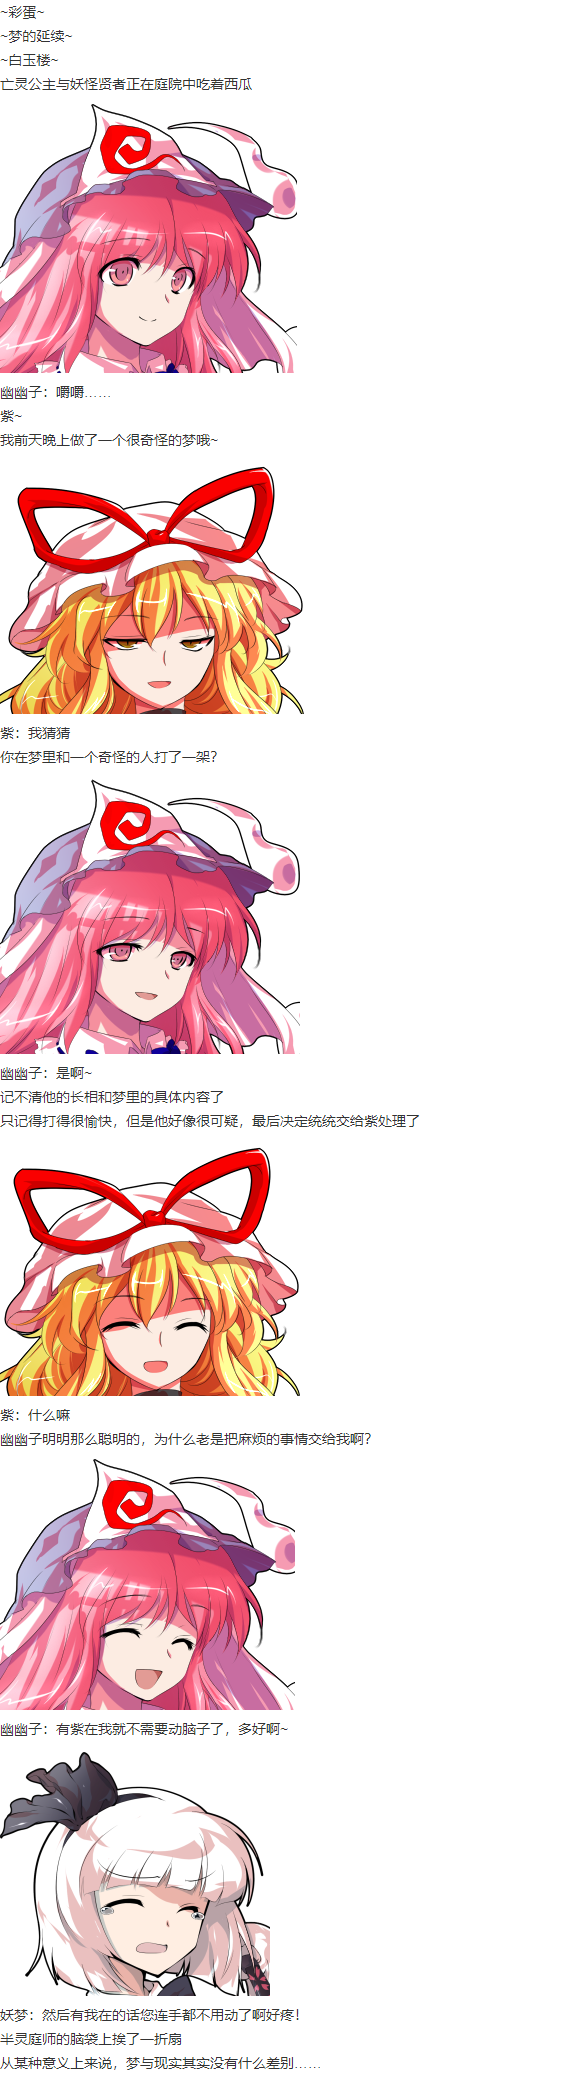 ~彩蛋~
~梦的延续~
~白玉楼~
亡灵公主与妖怪贤者正在庭院中吃着西瓜
幽幽子：嚼嚼……
紫~
我前天晚上做了一个很奇怪的梦哦~
紫：我猜猜
你在梦里和一个奇怪的人打了一架？
幽幽子：是啊~
记不清他的长相和梦里的具体内容了
只记得打得很愉快，但是他好像很可疑，最后决定统统交给紫处理了
紫：什么嘛
幽幽子明明那么聪明的，为什么老是把麻烦的事情交给我啊？
幽幽子：有紫在我就不需要动脑子了，多好啊~
妖梦：然后有我在的话您连手都不用动了啊好疼！
半灵庭师的脑袋上挨了一折扇
从某种意义上来说，梦与现实其实没有什么差别……